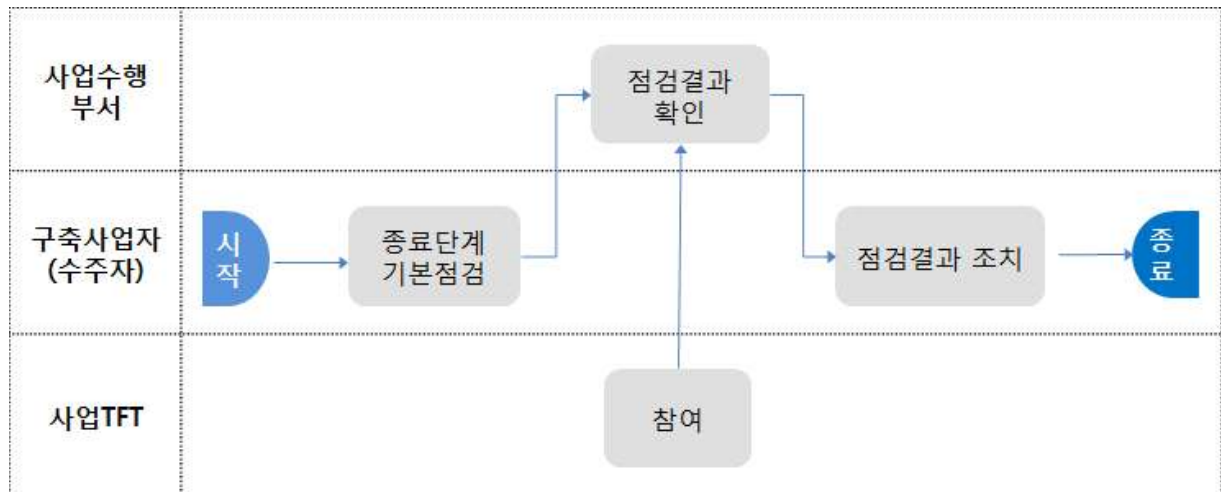 사업수행
부서
점검결과
확인
구축사업자
(수주자)
시
작
종료단계
기본점검
점검결과 조치
종
료
사업TFT
참여